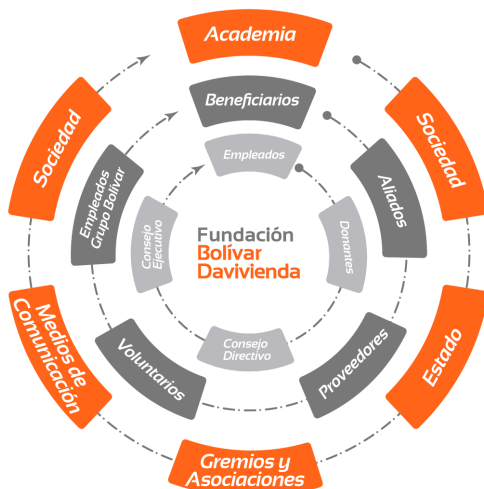 Academia
Beneficiarios
Empleados
Sociedad
Sociedad
Empleados
Grupo Bolívar
Aliados
Consejo
Ejecutivo
Donantes
Fundación
Bolívar
Davivienda
Medios de
Comunicación
Voluntarios
Consejo
Directivo
Proveedores
Estado
Gremios y
Asociaciones